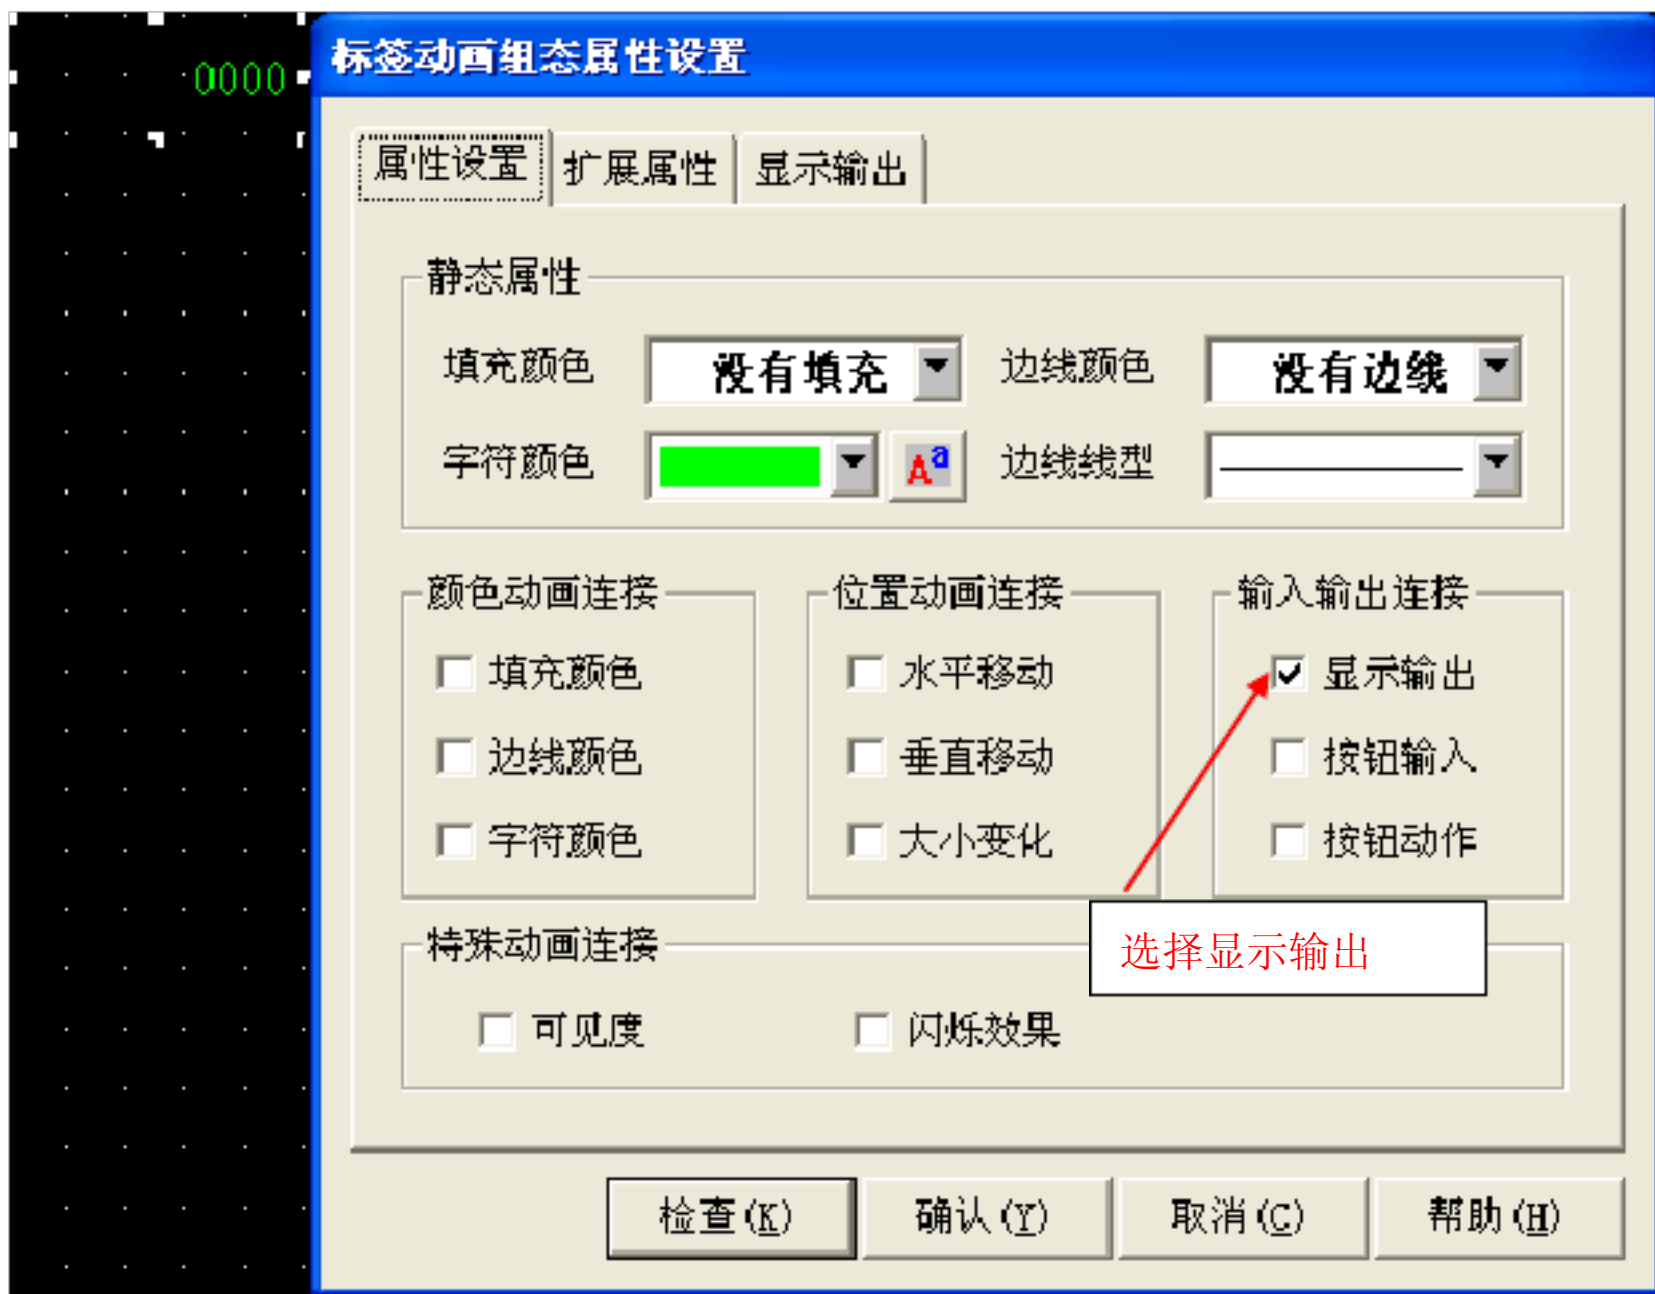 标签动画组态属性设置
0000
属性设置 扩展属性 显示输出
静态属性
填充颜色 没有填充 边线颜色 没有边线
字符颜色 Aa 边线线型
颜色动画连接 位置动画连接 输入输出连接
填充颜色 水平移动 显示输出
边线颜色 垂直移动 按钮输入
字符颜色 大小变化 按钮动作
特殊动画连接 选择显示输出
可见度 闪烁效果
检查(K) 确认(Y) 取消(C) 帮助(H)